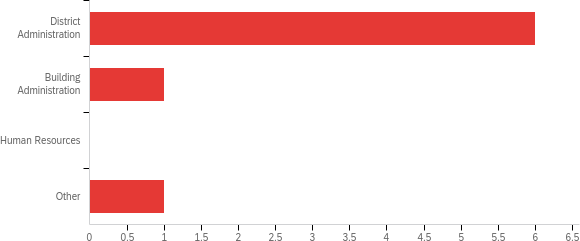 District
Administration
Building
Administration
Human Resources
Other
0 0.5 1 1.5 2 2.5 3 3.5 4 4.5 5 5.5 6 6.5